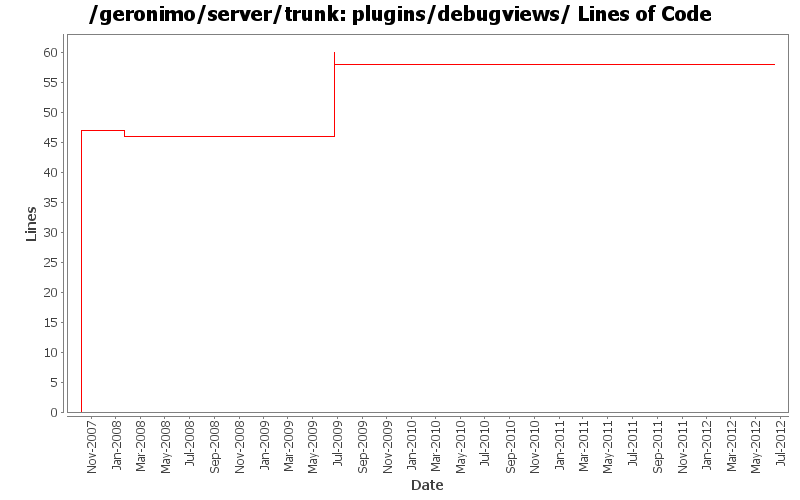 /geronimo/server/trunk: plugins/debugviews/ Lines of Code
60
55
50
45
40
35
30
25
20
15
10
5
0
Lines
Nov-2007
Jan-2008
Mar-2008
May-2008
Jul-2008
Sep-2008
Nov-2008
Jan-2009
Mar-2009
May-2009
Jul-2009
Sep-2009
Nov-2009
Jan-2010
Mar-2010
May-2010
Jul-2010
Sep-2010
Nov-2010
Jan-2011
Mar-2011
May-2011
Jul-2011
Sep-2011
Nov-2011
Jan-2012
Mar-2012
May-2012
Jul-2012
Date